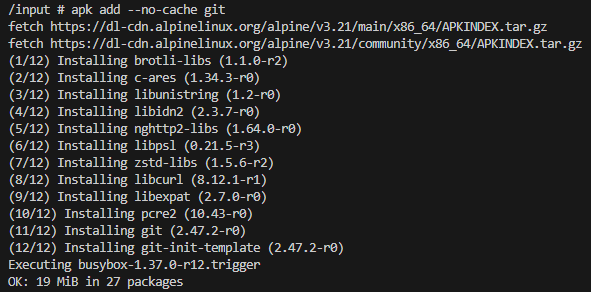 /input # apk add --no-cache git
fetch https://dl-cdn.alpinelinux.org/alpine/v3.21/main/x86_64/APKINDEX.tar.gz
fetch https://dl-cdn.alpinelinux.org/alpine/v3.21/community/x86_64/APKINDEX.tar.gz
(1/12) Installing brotli-libs (1.1.0-r2)
(2/12) Installing c-ares (1.34.3-r0)
(3/12) Installing libunistring (1.2-r0)
(4/12) Installing libidn2 (2.3.7-r0)
(5/12) Installing nghttp2-libs (1.64.0-r0)
(6/12) Installing libpsl (0.21.5-r3)
(7/12) Installing zstd-libs (1.5.6-r2)
(8/12) Installing libcurl (8.12.1-r1)
(9/12) Installing libexpat (2.7.0-r0)
(10/12) Installing pcre2 (10.43-r0)
(11/12) Installing git (2.47.2-r0)
(12/12) Installing git-init-template (2.47.2-r0)
Executing busybox-1.37.0-r12.trigger
OK: 19 MiB in 27 packages